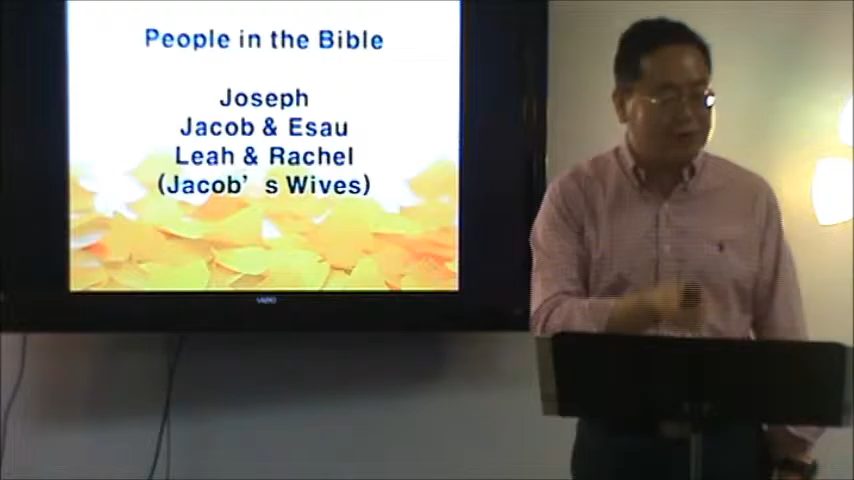 People in the Bible
Joseph
Jacob & Esau
Leah & Rachel
(Jacob’ s Wives)
VIZIO